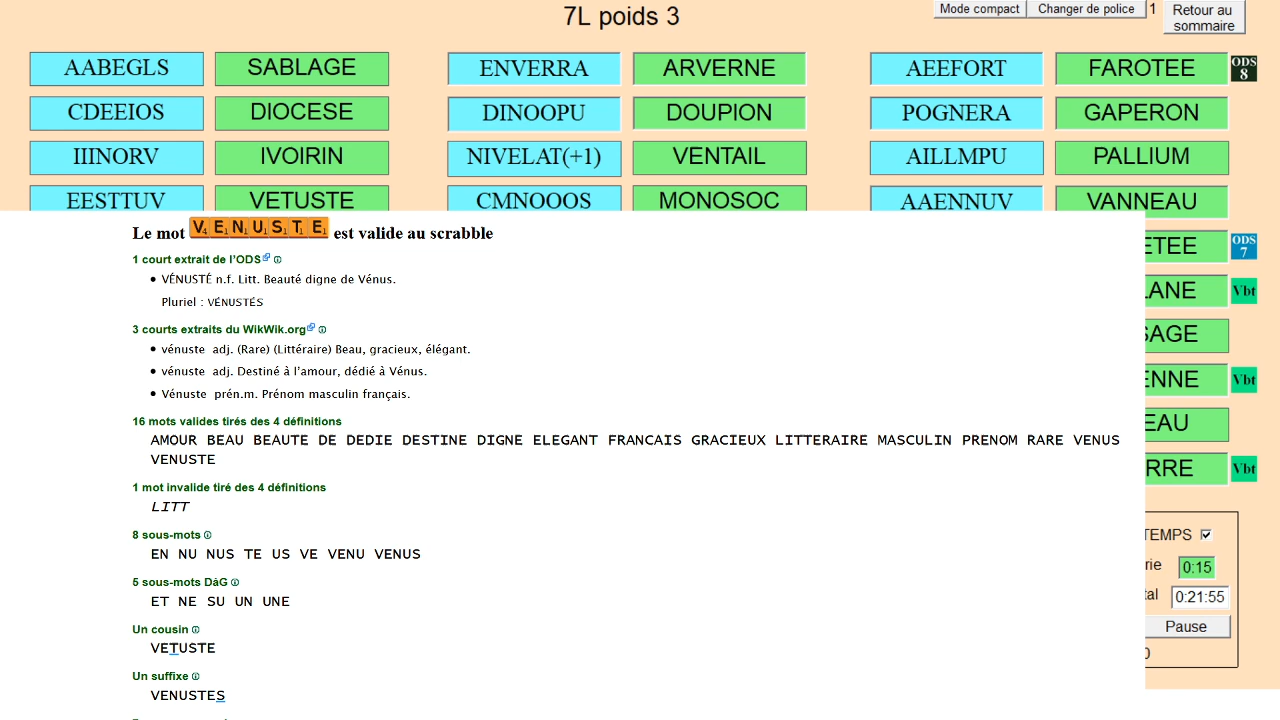 7L poids 3
Mode compact Changer de police 1 Retour au sommaire
AABEGLS SABLAGE ENVERRA ARVERNE AEEFORT FAROTEE ODS 8
CDEEIOS DIOCESE DINOOPU DOUPION POGNERA GAPERON
IIINORV IVOIRIN NIVELAT(+1) VENTAIL AILLMPU PALLIUM
EESTTUV VETUSTE CMNOOOS MONOSOC AAENNUV VANNEAU
Le mot VENUSTE est valide au scrabble
ETEE ODS 7
1 court extrait de l'ODS
• VÉNUSTÉ n.f. Litt. Beauté digne de Vénus.
LANE Vbt
Pluriel : VÉNUSTÉS
3 courts extraits du WikWik.org
SAGE
• vénuste adj. (Rare) (Littéraire) Beau, gracieux, élégant.
• vénuste adj. Destiné à l'amour, dédié à Vénus.
ENNE Vbt
• Vénuste prén.m. Prénom masculin français.
16 mots valides tirés des 4 définitions
EAU
AMOUR BEAU BEAUTE DE DEDIE DESTINE DIGNE ELEGANT FRANCAIS GRACIEUX LITTERAIRE MASCULIN PRENOM RARE VENUS
VENUSTE
RRE Vbt
1 mot invalide tiré des 4 définitions
LITT
8 sous-mots
TEMPS
EN NU NUS TE US VE VENU VENUS
rie 0:15
5 sous-mots DàG
ET NE SU UN UNE
tal 0:21:55
Un cousin
Pause
VETUSTE
0
Un suffixe
VENUSTES